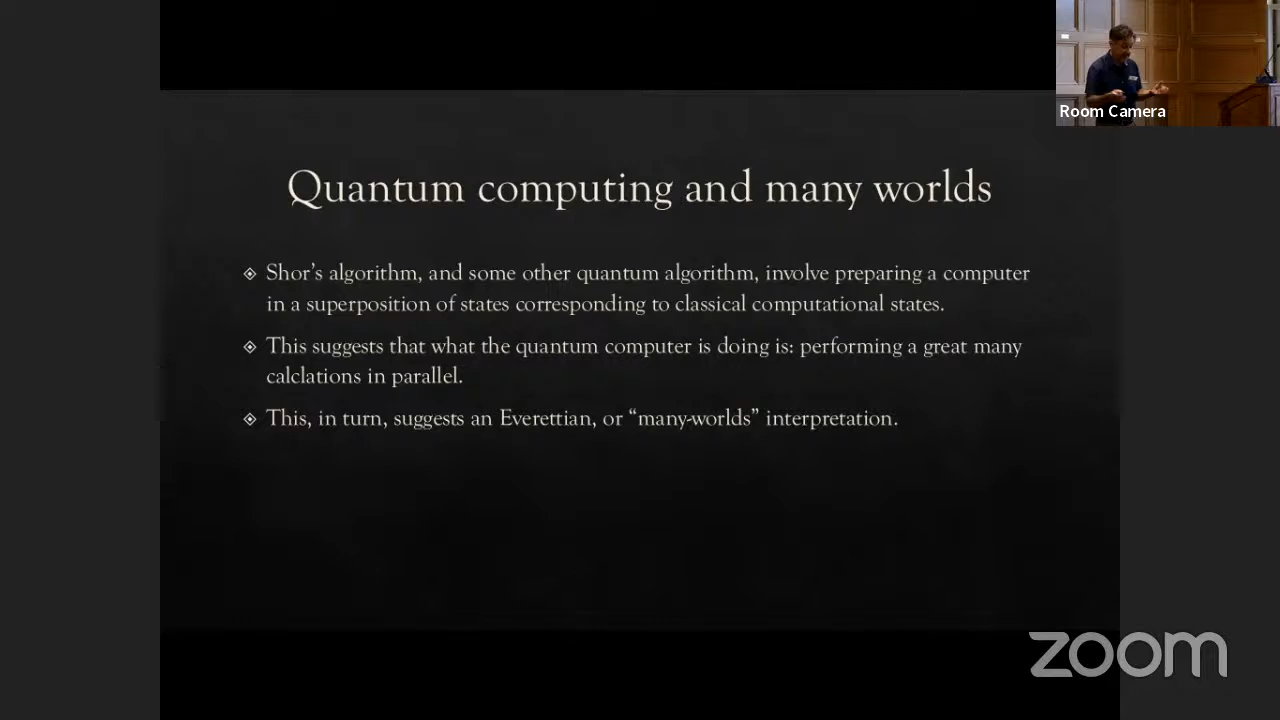 Room Camera
Quantum computing and many worlds
Shor's algorithm, and some other quantum algorithm, involve preparing a computer
in a superposition of states corresponding to classical computational states.
This suggests that what the quantum computer is doing is: performing a great many
calclations in parallel.
This, in turn, suggests an Everettian, or “many-worlds” interpretation.
zoom